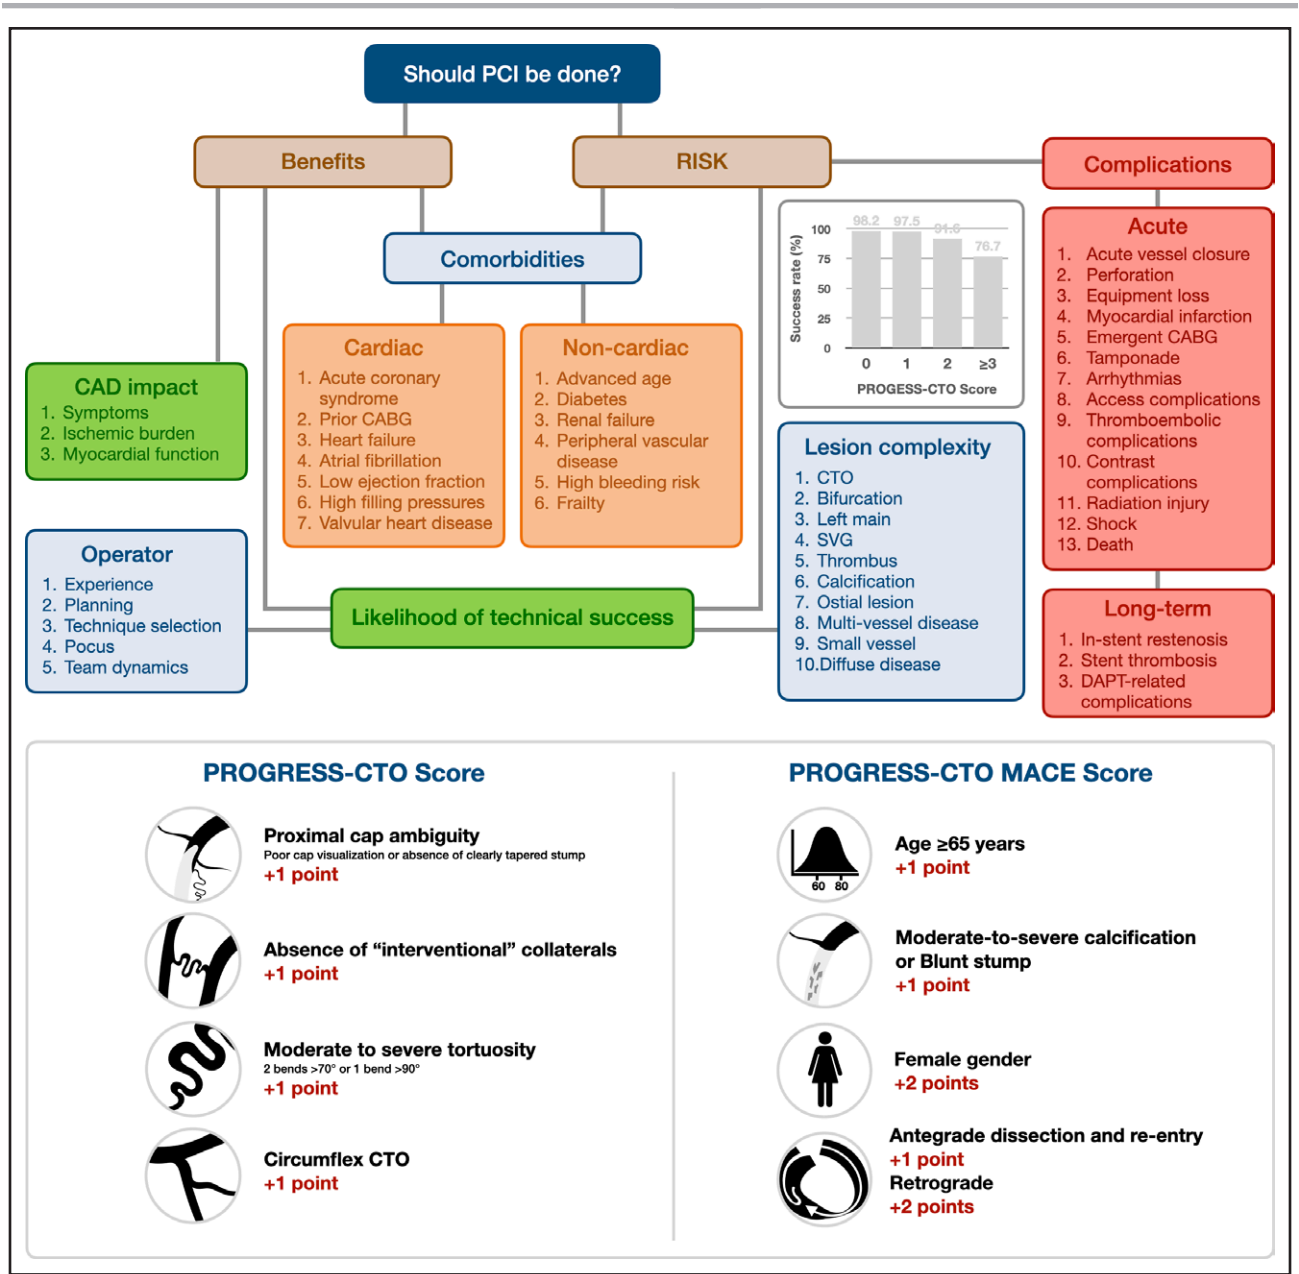 Should PCI be done?
Benefits
RISK
Complications
Comorbidities
Cardiac
1. Acute coronary
syndrome
2. Prior CABG
3. Heart failure
4. Atrial fibrillation
5. Low ejection fraction
6. High filling pressures
7. Valvular heart disease
Non-cardiac
1. Advanced age
2. Diabetes
3. Renal failure
4. Peripheral vascular
disease
5. High bleeding risk
6. Frailty
CAD impact
1. Symptoms
2. Ischemic burden
3. Myocardial function
Operator
1. Experience
2. Planning
3. Technique selection
4. Pocus
5. Team dynamics
Likelihood of technical success
Success rate (%)
100
75
50
25
0
98.2
97.5
91.6
76.7
0
1
2
≥3
PROGESS-CTO Score
Lesion complexity
1. CTO
2. Bifurcation
3. Left main
4. SVG
5. Thrombus
6. Calcification
7. Ostial lesion
8. Multi-vessel disease
9. Small vessel
10.Diffuse disease
Acute
1. Acute vessel closure
2. Perforation
3. Equipment loss
4. Myocardial infarction
5. Emergent CABG
6. Tamponade
7. Arrhythmias
8. Access complications
9. Thromboembolic
complications
10. Contrast
complications
11. Radiation injury
12. Shock
13. Death
Long-term
1. In-stent restenosis
2. Stent thrombosis
3. DAPT-related
complications
PROGRESS-CTO Score
Proximal cap ambiguity
Poor cap visualization or absence of clearly tapered stump
+1 point
Absence of “interventional” collaterals
+1 point
Moderate to severe tortuosity
2 bends >70° or 1 bend >90°
+1 point
Circumflex CTO
+1 point
PROGRESS-CTO MACE Score
60 80
Age ≥65 years
+1 point
Moderate-to-severe calcification
or Blunt stump
+1 point
Female gender
+2 points
Antegrade dissection and re-entry
+1 point
Retrograde
+2 points